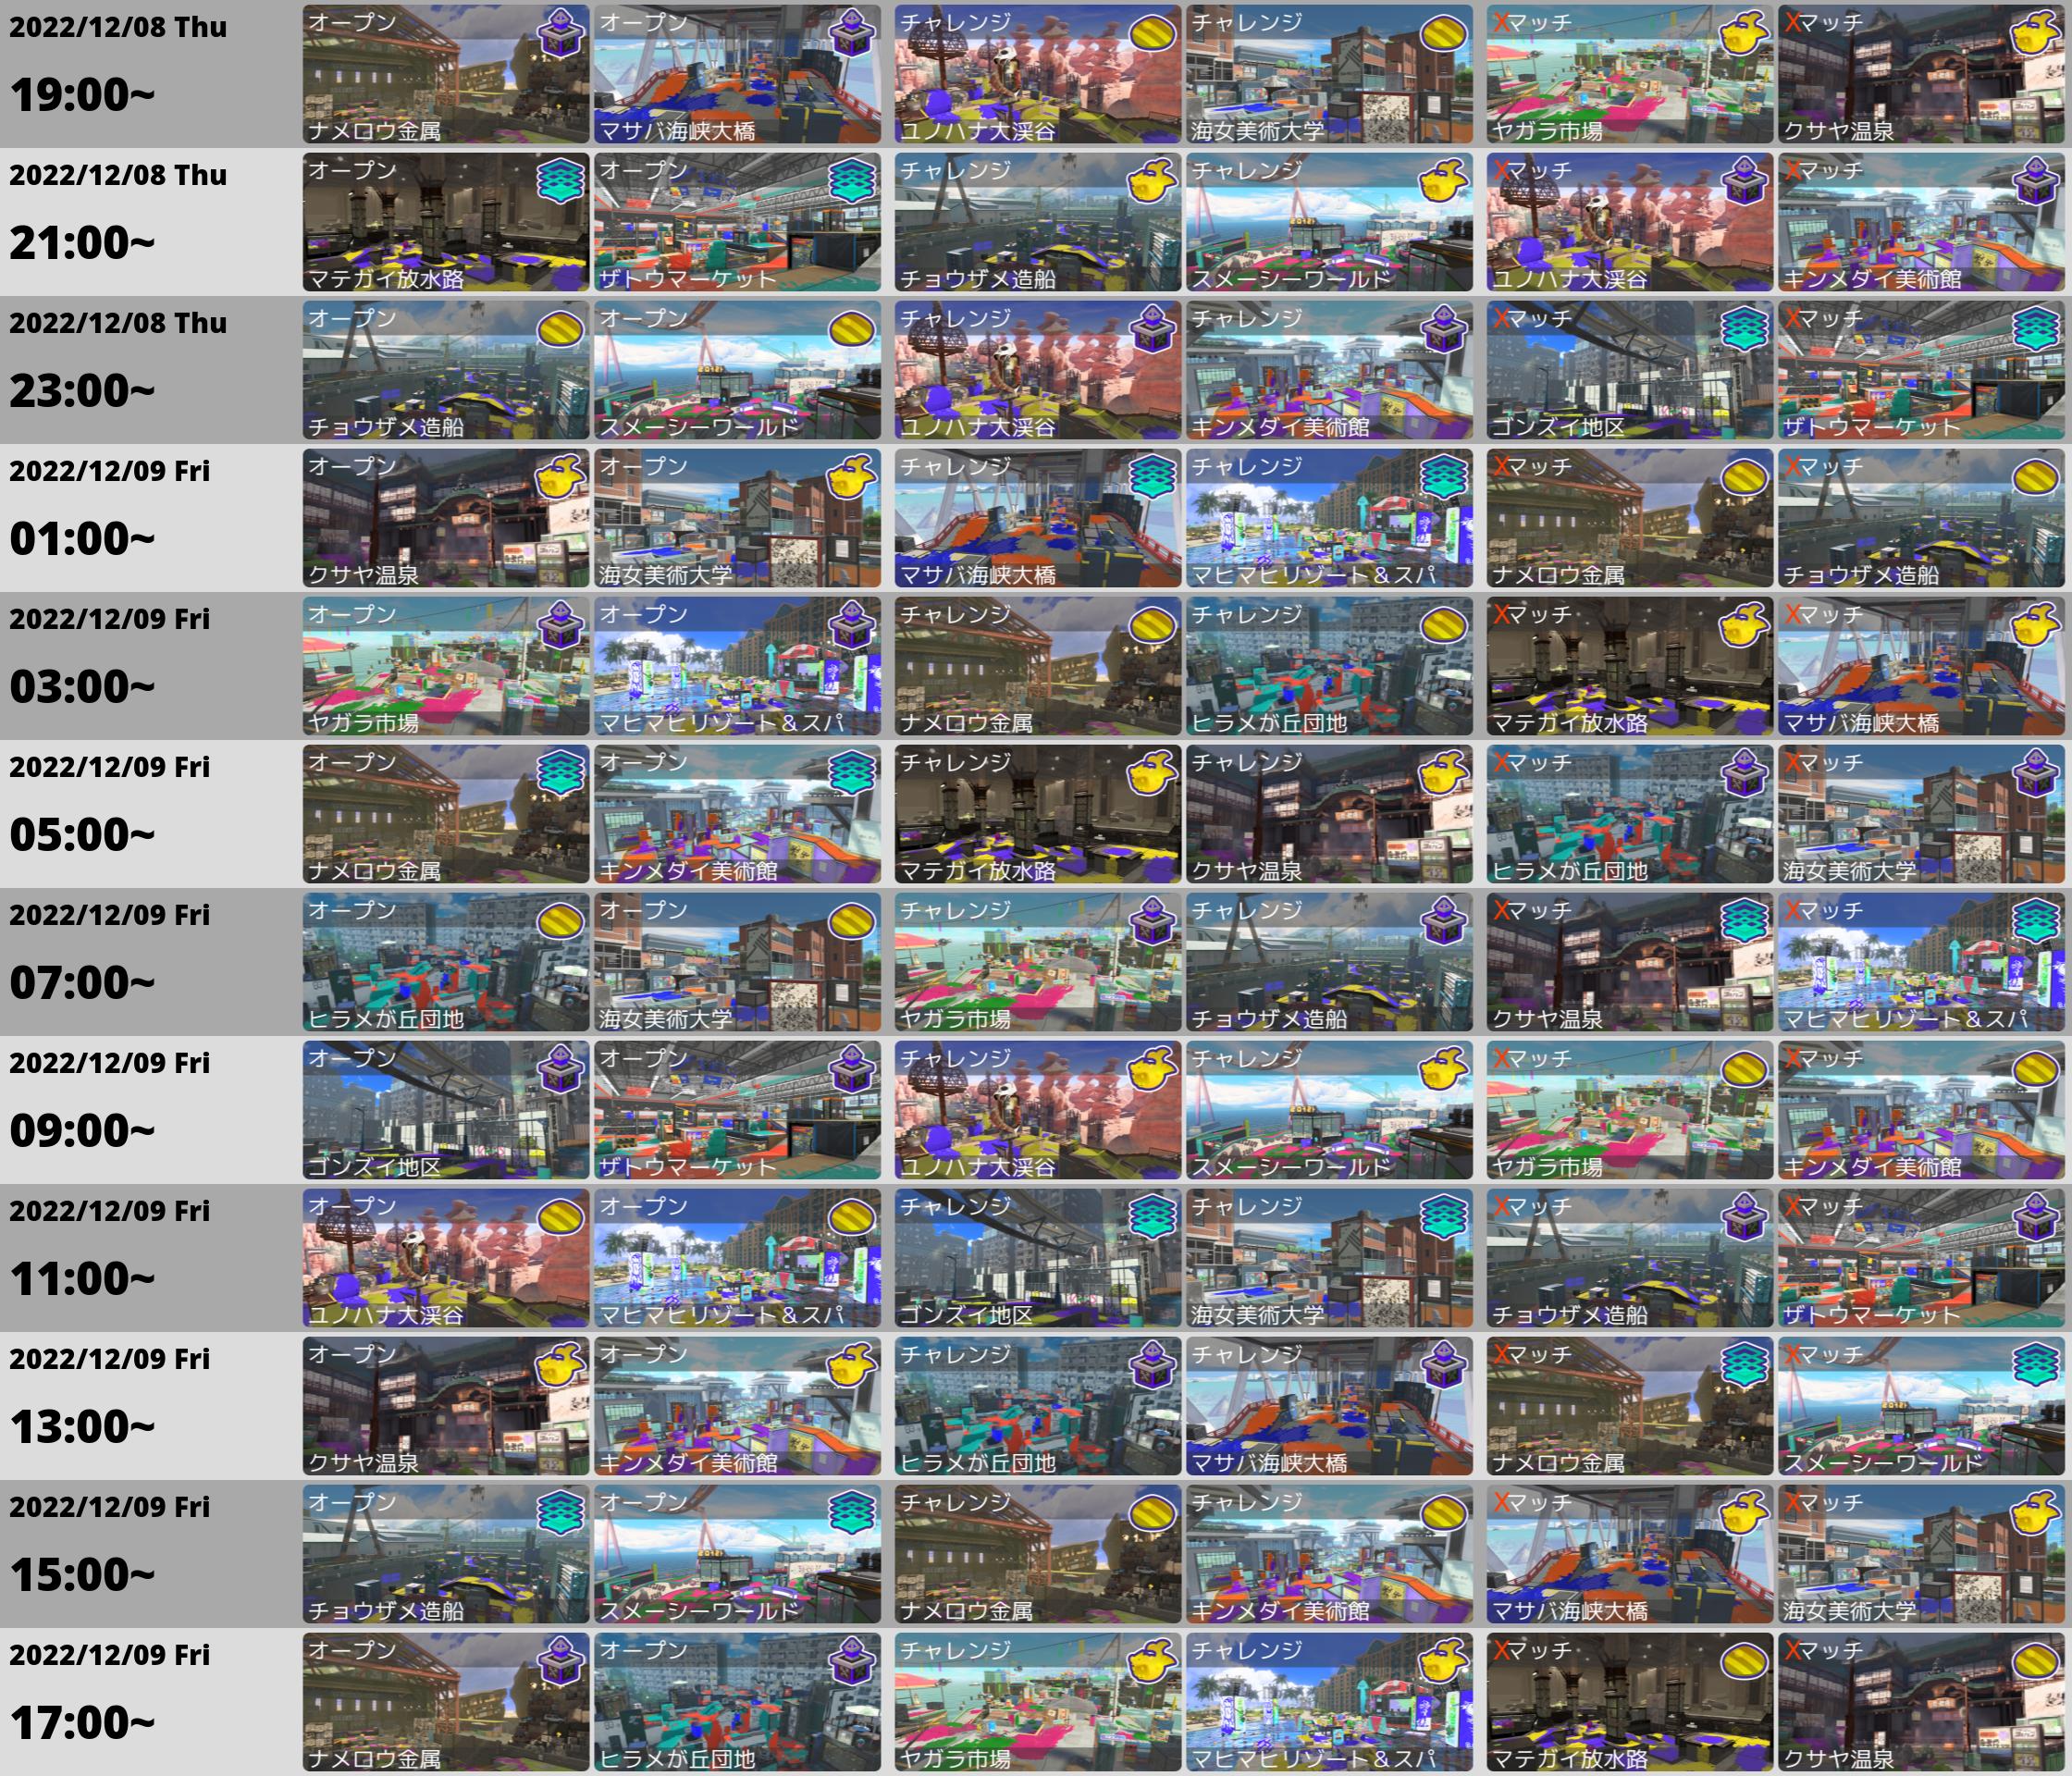 2022/12/08 Thu
19:00~
オープン オープン チャレンジ チャレンジ Xマッチ Xマッチ
ナメロウ金属 マサバ海峡大橋 ユノハナ大渓谷 海女美術大学 ヤガラ市場 クサヤ温泉
2022/12/08 Thu
21:00~
オープン オープン チャレンジ チャレンジ Xマッチ Xマッチ
マテガイ放水路 ザトウマーケット チョウザメ造船 スメーシーワールド ユノハナ大渓谷 キンメダイ美術館
2022/12/08 Thu
23:00~
オープン オープン チャレンジ チャレンジ Xマッチ Xマッチ
チョウザメ造船 スメーシーワールド ユノハナ大渓谷 キンメダイ美術館 ゴンズイ地区 ザトウマーケット
2022/12/09 Fri
01:00~
オープン オープン チャレンジ チャレンジ Xマッチ Xマッチ
クサヤ温泉 海女美術大学 マサバ海峡大橋 マヒマヒリゾート＆スパ ナメロウ金属 チョウザメ造船
2022/12/09 Fri
03:00~
オープン オープン チャレンジ チャレンジ Xマッチ Xマッチ
ヤガラ市場 マヒマヒリゾート＆スパ ナメロウ金属 ヒラメが丘団地 マテガイ放水路 マサバ海峡大橋
2022/12/09 Fri
05:00~
オープン オープン チャレンジ チャレンジ Xマッチ Xマッチ
ナメロウ金属 キンメダイ美術館 マテガイ放水路 クサヤ温泉 ヒラメが丘団地 海女美術大学
2022/12/09 Fri
07:00~
オープン オープン チャレンジ チャレンジ Xマッチ Xマッチ
ヒラメが丘団地 海女美術大学 ヤガラ市場 チョウザメ造船 クサヤ温泉 マヒマヒリゾート＆スパ
2022/12/09 Fri
09:00~
オープン オープン チャレンジ チャレンジ Xマッチ Xマッチ
ゴンズイ地区 ザトウマーケット ユノハナ大渓谷 スメーシーワールド ヤガラ市場 キンメダイ美術館
2022/12/09 Fri
11:00~
オープン オープン チャレンジ チャレンジ Xマッチ Xマッチ
ユノハナ大渓谷 マヒマヒリゾート＆スパ ゴンズイ地区 海女美術大学 チョウザメ造船 ザトウマーケット
2022/12/09 Fri
13:00~
オープン オープン チャレンジ チャレンジ Xマッチ Xマッチ
クサヤ温泉 キンメダイ美術館 ヒラメが丘団地 マサバ海峡大橋 ナメロウ金属 スメーシーワールド
2022/12/09 Fri
15:00~
オープン オープン チャレンジ チャレンジ Xマッチ Xマッチ
チョウザメ造船 スメーシーワールド ナメロウ金属 キンメダイ美術館 マサバ海峡大橋 海女美術大学
2022/12/09 Fri
17:00~
オープン オープン チャレンジ チャレンジ Xマッチ Xマッチ
ナメロウ金属 ヒラメが丘団地 ヤガラ市場 マヒマヒリゾート＆スパ マテガイ放水路 クサヤ温泉